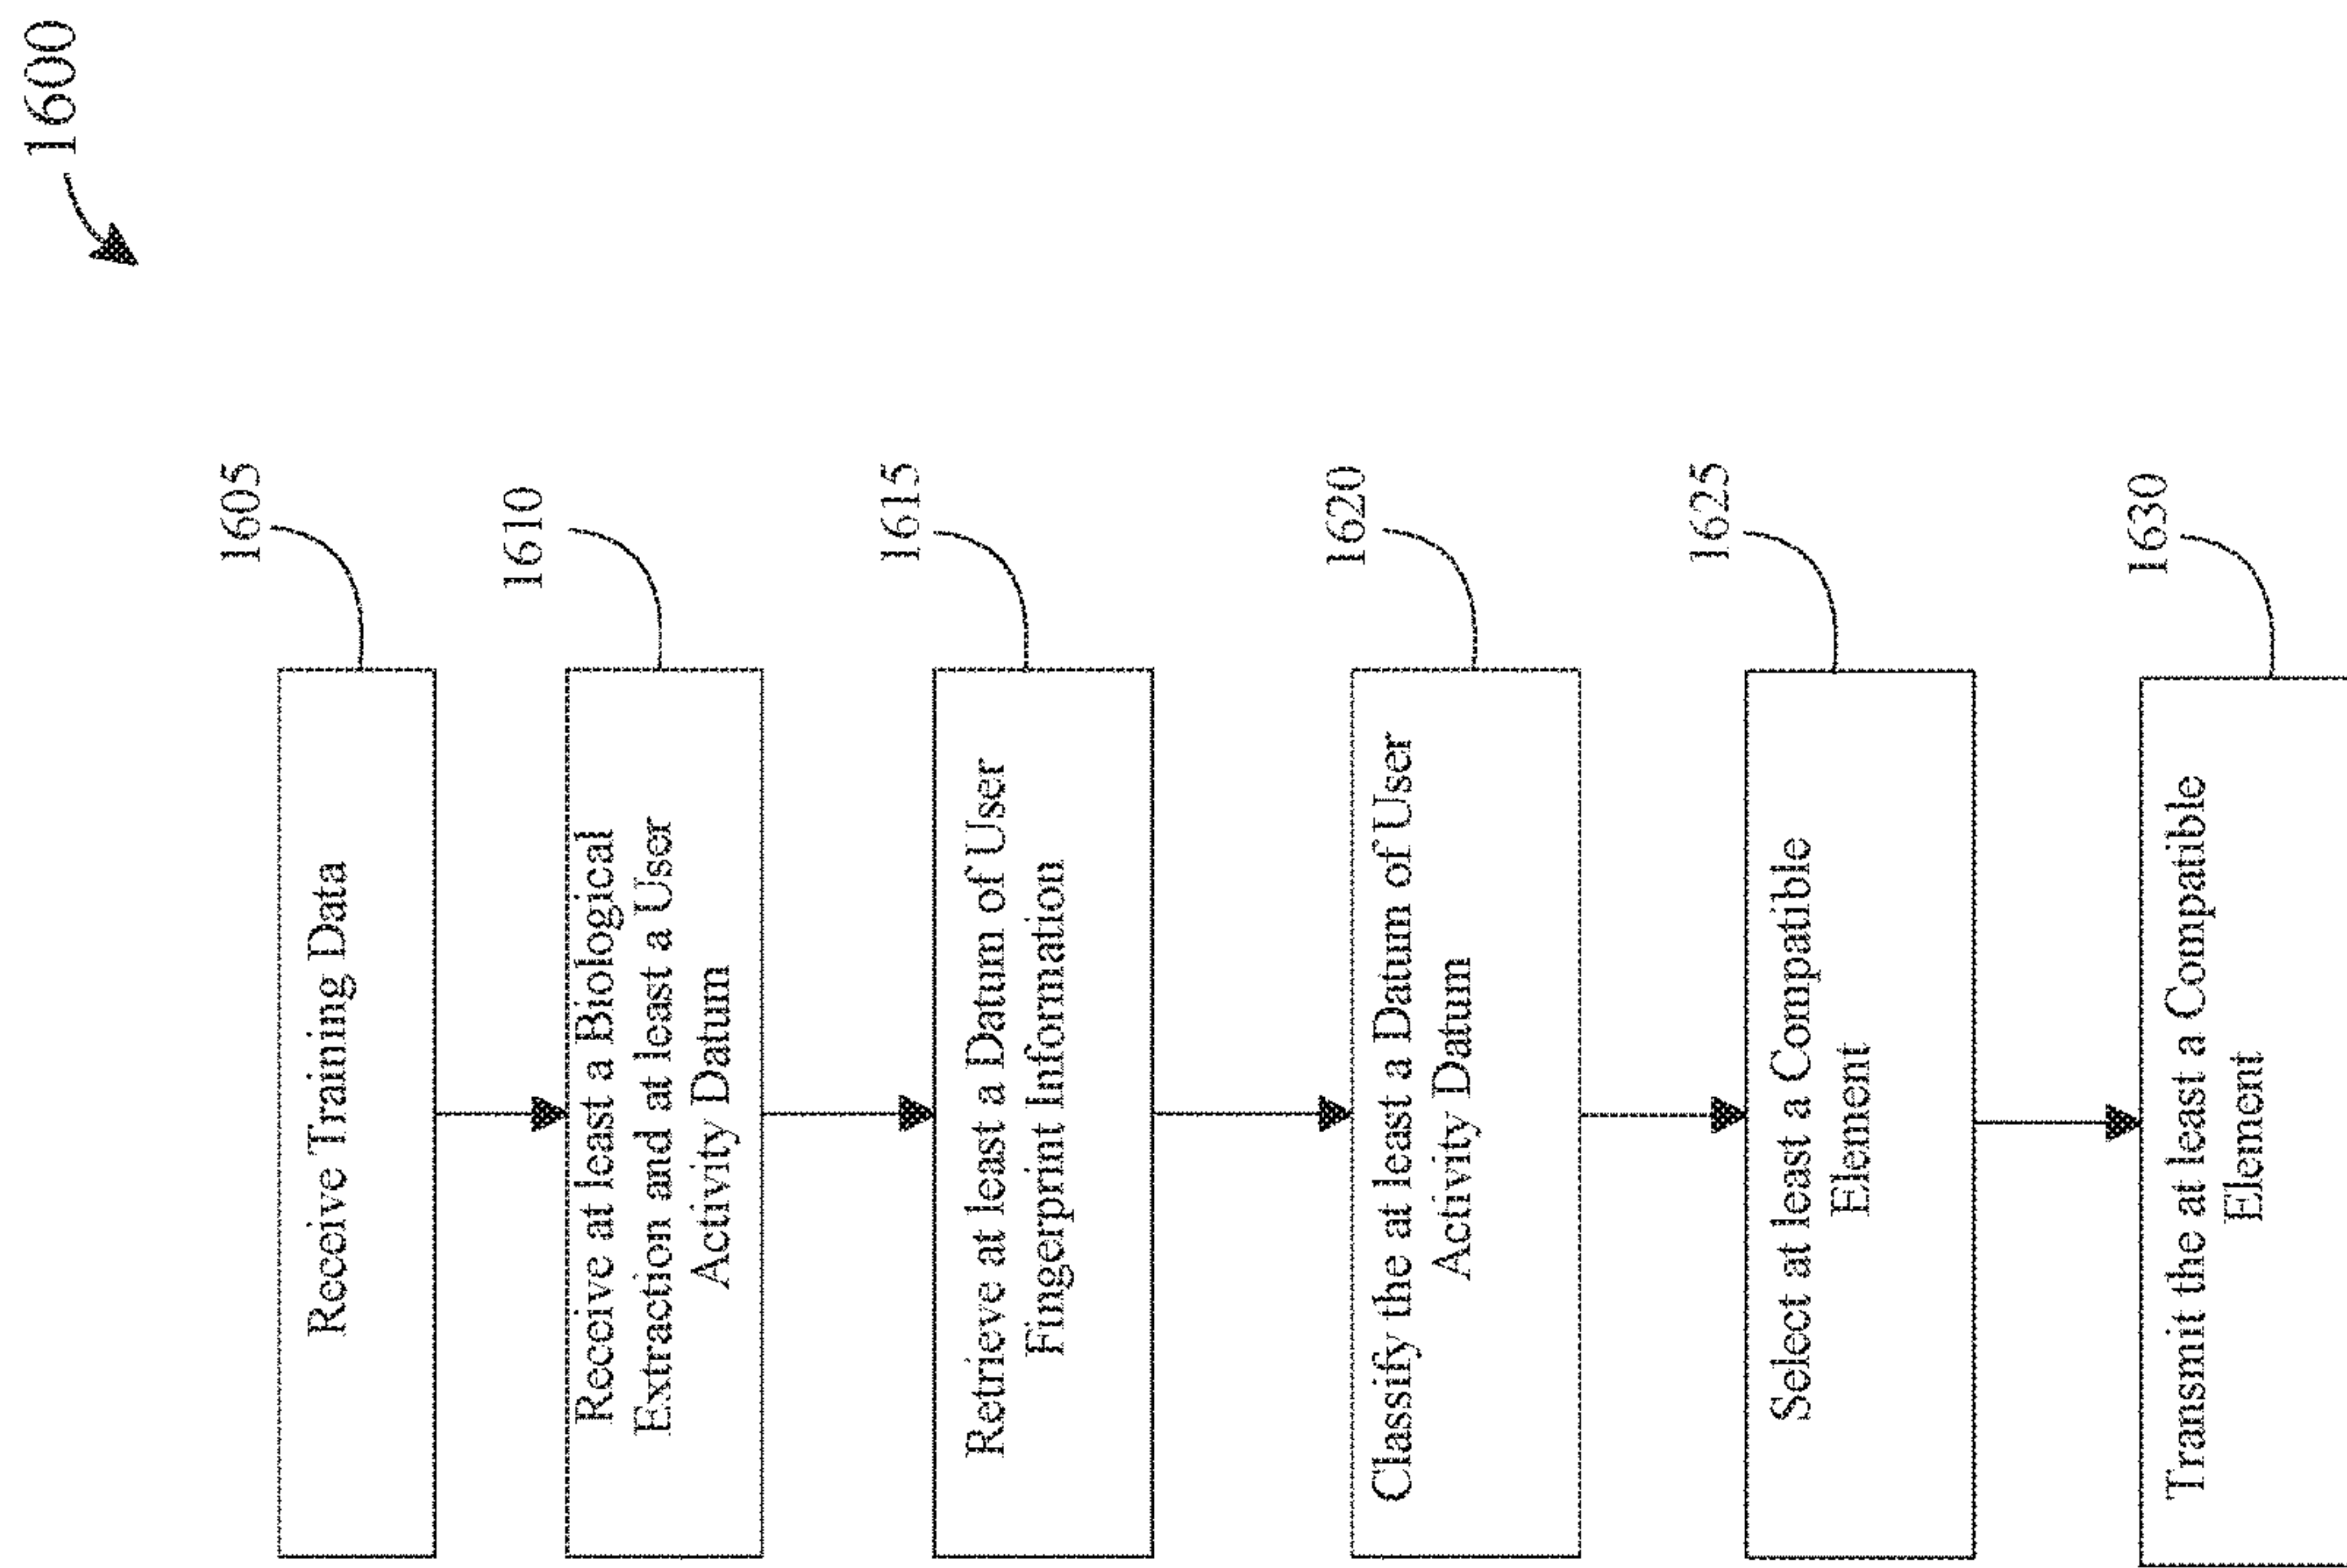 1600
1605
Receive Training Data
1610
Receive at least a Biological
Extraction and at least a User
Activity Datum
1615
Retrieve at least a Datum of User
Fingerprint Information
1620
Classify the at least a Datum of User
Activity Datum
1625
Select at least a Compatible
Element
1630
Transmit the at least a Compatible
Element